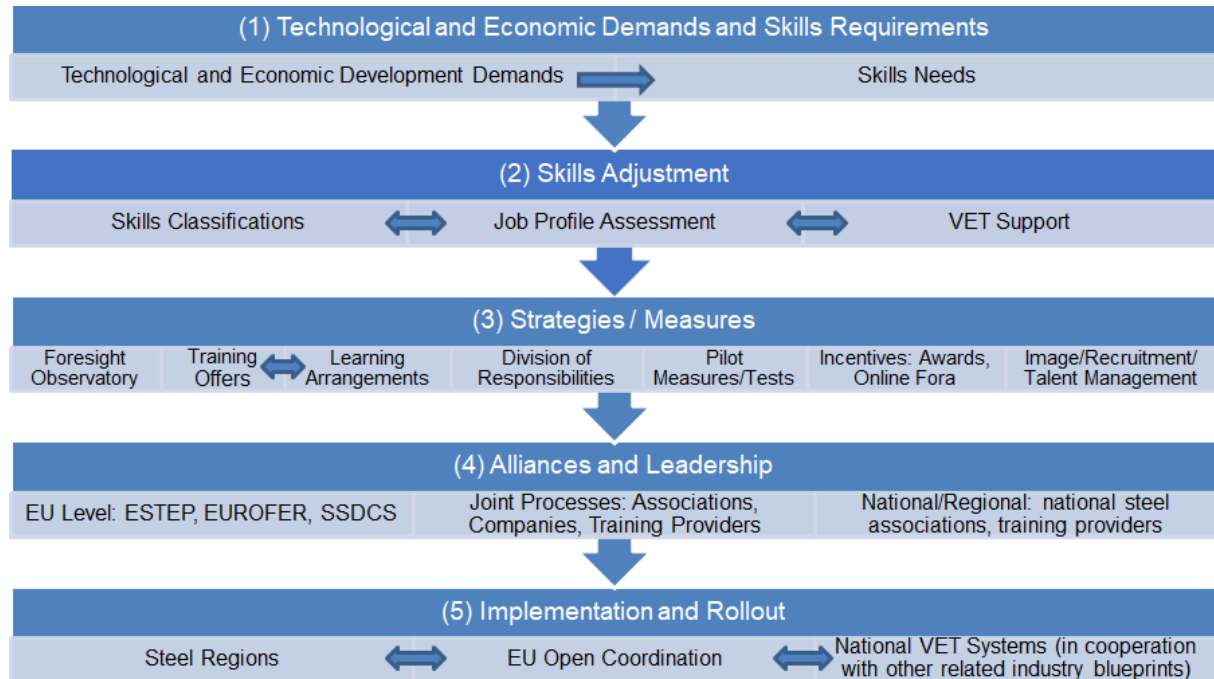 (1) Technological and Economic Demands and Skills Requirements
Technological and Economic Development Demands
Skills Needs
(2) Skills Adjustment
Skills Classifications
Job Profile Assessment
VET Support
(3) Strategies / Measures
Foresight
Observatory
Training
Offers
Learning
Arrangements
Division of
Responsibilities
Pilot
Measures/Tests
Incentives: Awards,
Online Fora
Image/Recruitment/
Talent Management
(4) Alliances and Leadership
EU Level: ESTEP, EUROFER, SSDCS
Joint Processes: Associations,
Companies, Training Providers
National/Regional: national steel
associations, training providers
(5) Implementation and Rollout
Steel Regions
EU Open Coordination
National VET Systems (in cooperation
with other related industry blueprints)